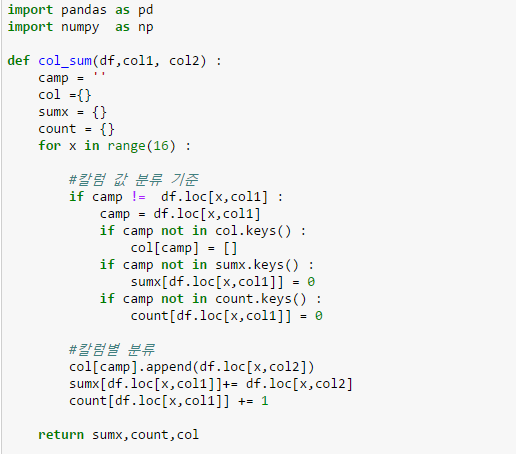 import pandas as pd
import numpy  as np
def col_sum(df,col1, col2) :
    camp = ''
    col ={}
    sumx = {}
    count = {}
    for x in range(16) :
        #칼럼 값 분류 기준
        if camp !=  df.loc[x,col1] :
            camp = df.loc[x,col1]
            if camp not in col.keys() :
                col[camp] = []
            if camp not in sumx.keys() :
                sumx[df.loc[x,col1]] = 0
            if camp not in count.keys() :
                count[df.loc[x,col1]] = 0
        #칼럼별 분류
        col[camp].append(df.loc[x,col2])
        sumx[df.loc[x,col1]]+= df.loc[x,col2]
        count[df.loc[x,col1]] += 1
    return sumx,count,col